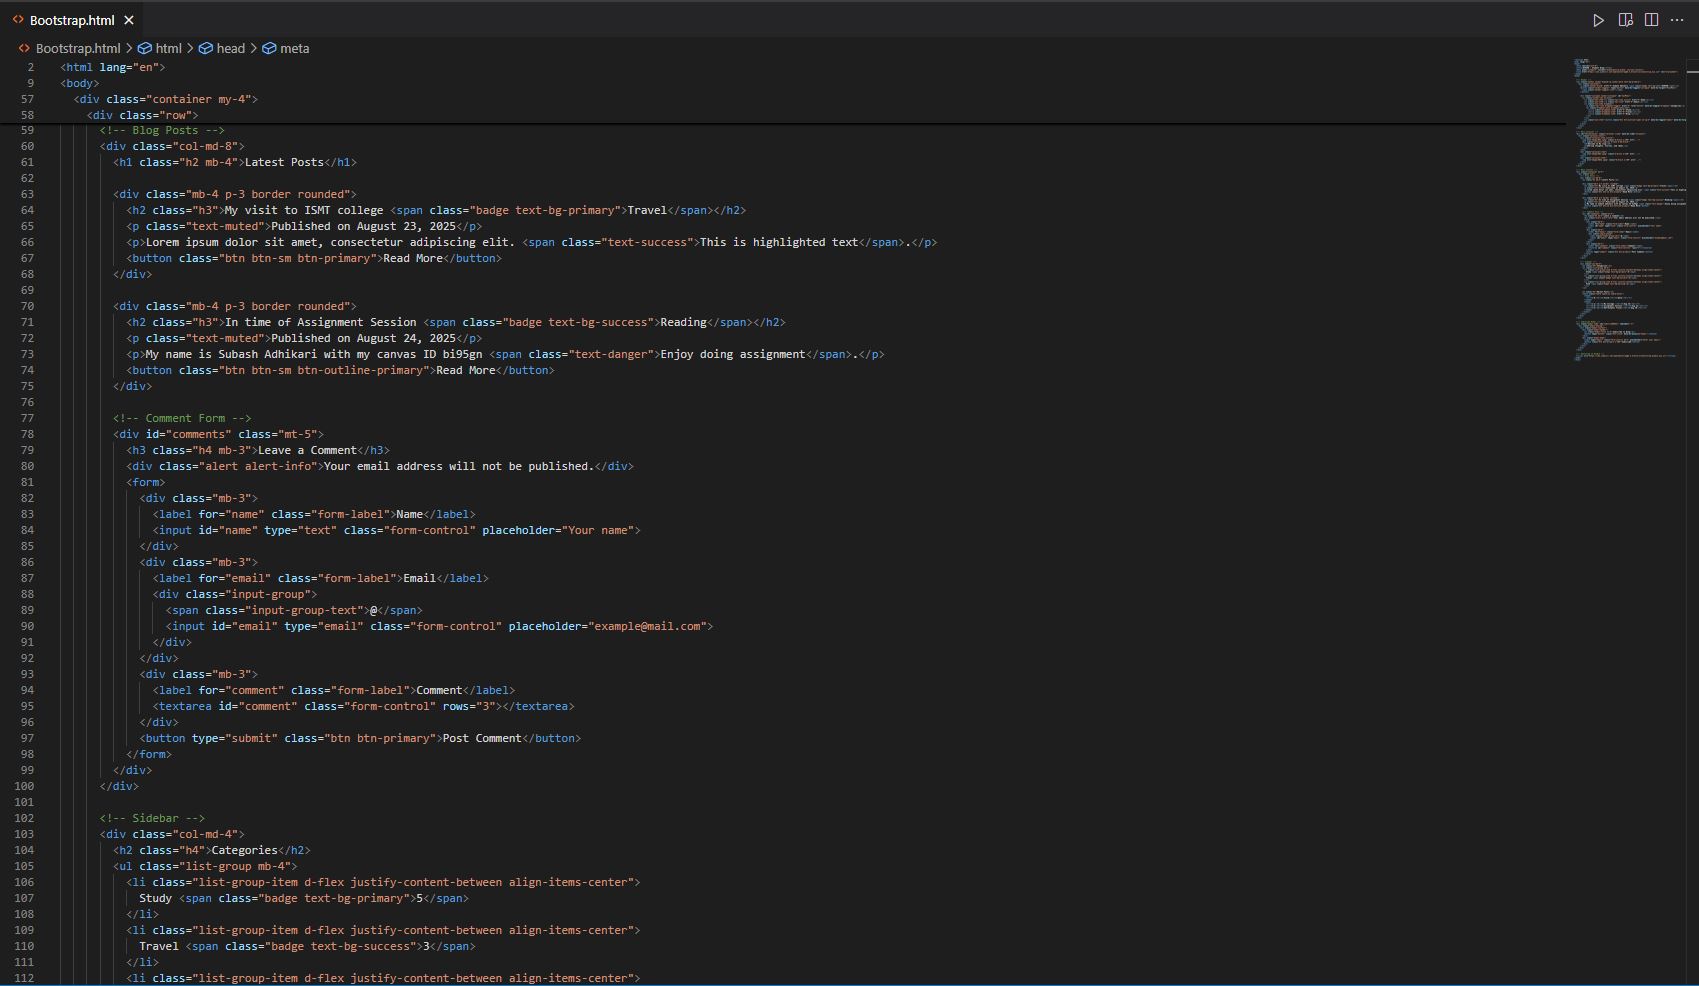 Bootstrap.html
Bootstrap.html > html > head > meta
2 <html lang="en">
9 <body>
57 <div class="container my-4">
58 <div class="row">
59 <!-- Blog Posts -->
60 <div class="col-md-8">
61 <h1 class="h2 mb-4">Latest Posts</h1>
62
63 <div class="mb-4 p-3 border rounded">
64 <h2 class="h3">My visit to ISMT college <span class="badge text-bg-primary">Travel</span></h2>
65 <p class="text-muted">Published on August 23, 2025</p>
66 <p>Lorem ipsum dolor sit amet, consectetur adipiscing elit. <span class="text-success">This is highlighted text</span>.</p>
67 <button class="btn btn-sm btn-primary">Read More</button>
68 </div>
69
70 <div class="mb-4 p-3 border rounded">
71 <h2 class="h3">In time of Assignment Session <span class="badge text-bg-success">Reading</span></h2>
72 <p class="text-muted">Published on August 24, 2025</p>
73 <p>My name is Subash Adhikari with my canvas ID bi95gn <span class="text-danger">Enjoy doing assignment</span>.</p>
74 <button class="btn btn-sm btn-outline-primary">Read More</button>
75 </div>
76
77 <!-- Comment Form -->
78 <div id="comments" class="mt-5">
79 <h3 class="h4 mb-3">Leave a Comment</h3>
80 <div class="alert alert-info">Your email address will not be published.</div>
81 <form>
82 <div class="mb-3">
83 <label for="name" class="form-label">Name</label>
84 <input id="name" type="text" class="form-control" placeholder="Your name">
85 </div>
86 <div class="mb-3">
87 <label for="email" class="form-label">Email</label>
88 <div class="input-group">
89 <span class="input-group-text">@</span>
90 <input id="email" type="email" class="form-control" placeholder="example@mail.com">
91 </div>
92 </div>
93 <div class="mb-3">
94 <label for="comment" class="form-label">Comment</label>
95 <textarea id="comment" class="form-control" rows="3"></textarea>
96 </div>
97 <button type="submit" class="btn btn-primary">Post Comment</button>
98 </form>
99 </div>
100 </div>
101
102 <!-- Sidebar -->
103 <div class="col-md-4">
104 <h2 class="h4">Categories</h2>
105 <ul class="list-group mb-4">
106 <li class="list-group-item d-flex justify-content-between align-items-center">
107 Study <span class="badge text-bg-primary">5</span>
108 </li>
109 <li class="list-group-item d-flex justify-content-between align-items-center">
110 Travel <span class="badge text-bg-success">3</span>
111 </li>
112 <li class="list-group-item d-flex justify-content-between align-items-center">